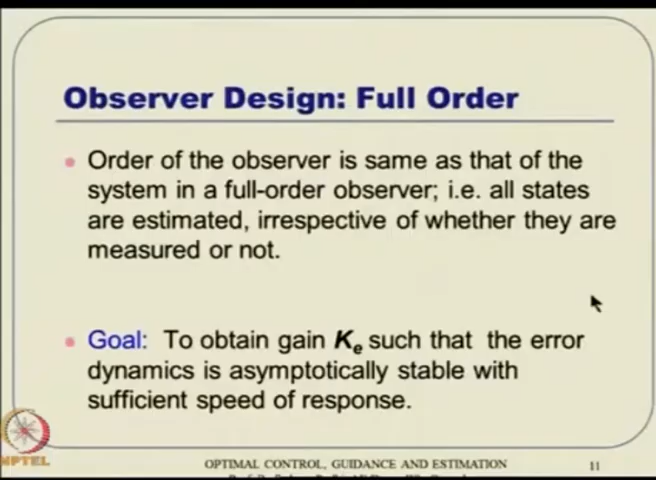 Observer Design: Full Order
Order of the observer is same as that of the
system in a full-order observer; i.e. all states
are estimated, irrespective of whether they are
measured or not.
Goal: To obtain gain Ke such that the error
dynamics is asymptotically stable with
sufficient speed of response.
NPTEL
OPTIMAL CONTROL, GUIDANCE AND ESTIMATION
11